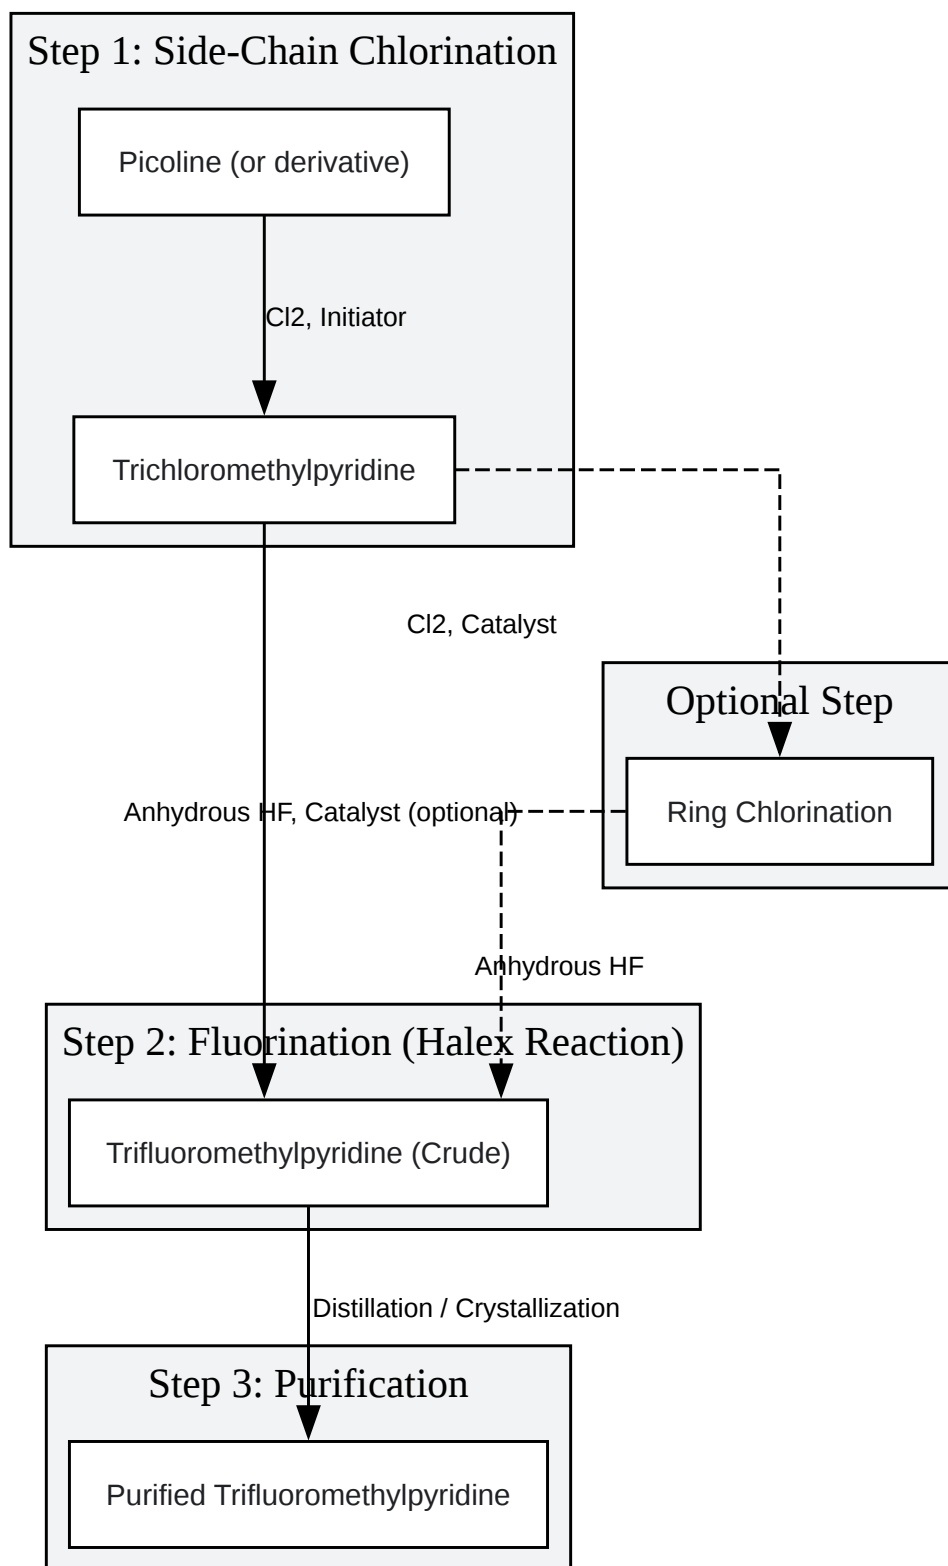 Step 1: Side-Chain Chlorination
Picoline (or derivative)
Cl2, Initiator
Trichloromethylpyridine
Cl2, Catalyst
Optional Step
Ring Chlorination
Anhydrous HF, Catalyst (optional)
Anhydrous HF
Step 2: Fluorination (Halex Reaction)
Trifluoromethylpyridine (Crude)
Distillation / Crystallization
Step 3: Purification
Purified Trifluoromethylpyridine